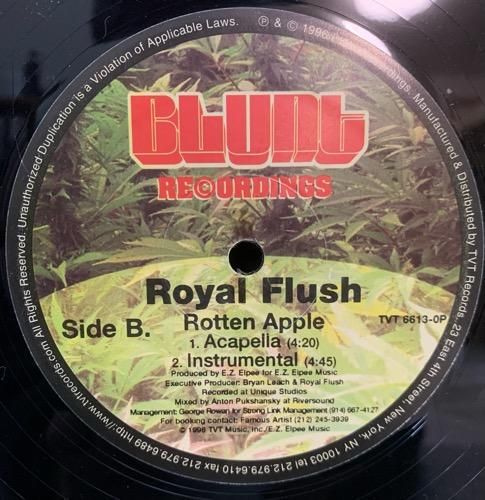 BLUNT
RECORDINGS
Royal Flush
Side B.
Rotten Apple
TVT 6613-0P
1. Acapella (4:20)
2. Instrumental (4:45)
Produced by E.Z. Elpee for E.Z. Elpee Music
Executive Producer: Bryan Leach & Royal Flush
Recorded at Unique Studios
Mixed by Anton Pukshansky at Riversound
Management: George Rowan for Strong Link Management (914) 667-4127
For booking contact: Famous Artist (212) 245-3939
© 1996 TVT Music, Inc./E.Z. Elpee Music
℗ & © 1996 Recordings. Manufactured & Distributed by TVT Records, 23 East 4th Street, New York, NY 10003 tel 212.979.6410 fax 212.979.6489 http://www.tvtrecords.com All Rights Reserved. Unauthorized Duplication is a Violation of Applicable Laws.